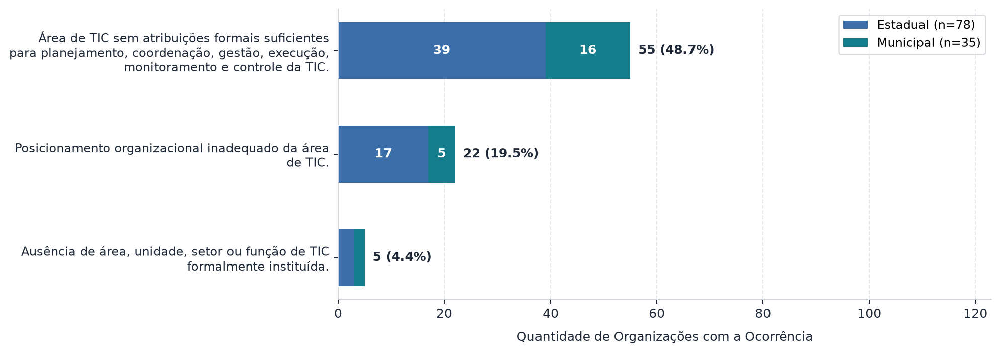 Estadual (n=78)
Municipal (n=35)
Área de TIC sem atribuições formais suficientes
para planejamento, coordenação, gestão, execução,
monitoramento e controle da TIC.
39
16
55 (48.7%)
Posicionamento organizacional inadequado da área
de TIC.
17
5
22 (19.5%)
Ausência de área, unidade, setor ou função de TIC
formalmente instituída.
5 (4.4%)
0
20
40
60
80
100
120
Quantidade de Organizações com a Ocorrência